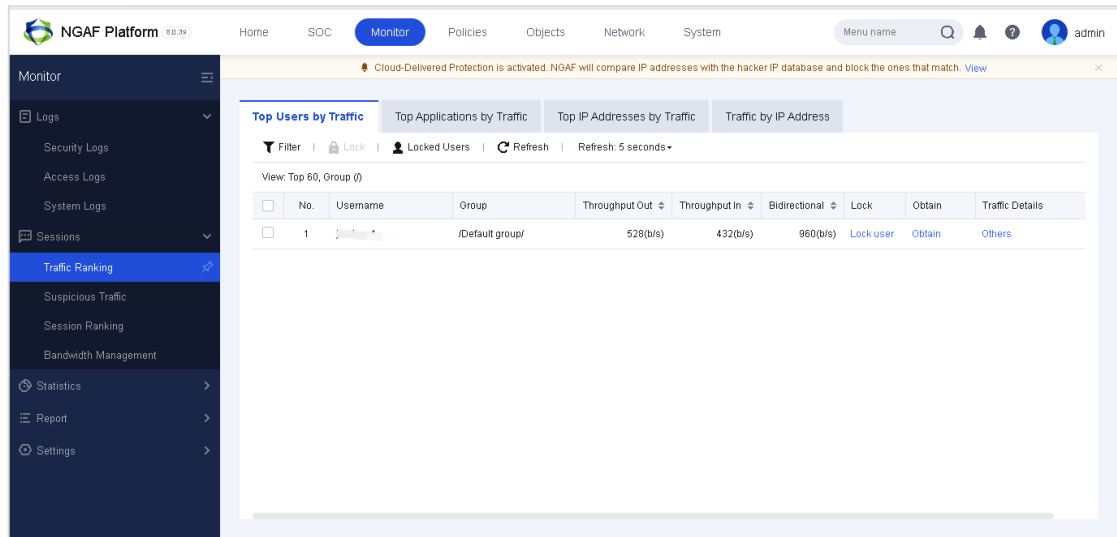 NGAF Platform 8.0.39 Home SOC Monitor Policies Objects Network System Menu name admin
Cloud-Delivered Protection is activated. NGAF will compare IP addresses with the hacker IP database and block the ones that match. View
Monitor
Logs
Security Logs
Access Logs
System Logs
Sessions
Traffic Ranking
Suspicious Traffic
Session Ranking
Bandwidth Management
Statistics
Report
Settings
Top Users by Traffic Top Applications by Traffic Top IP Addresses by Traffic Traffic by IP Address
Filter Lock Locked Users Refresh Refresh: 5 seconds
View: Top 60, Group (/)
No. Username Group Throughput Out Throughput In Bidirectional Lock Obtain Traffic Details
1 /Default group/ 528(b/s) 432(b/s) 960(b/s) Lock user Obtain Others